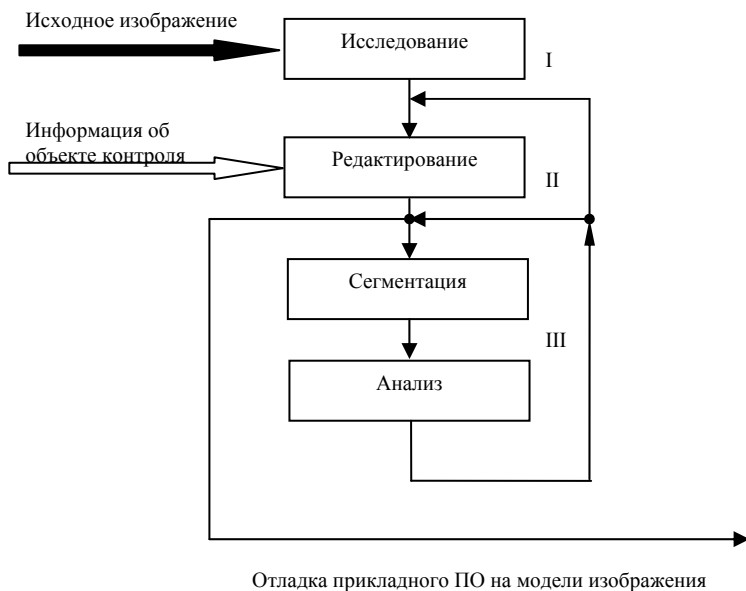 Исходное изображение
Исследование
I
Информация об
объекте контроля
Редактирование
II
Сегментация
III
Анализ
Отладка прикладного ПО на модели изображения